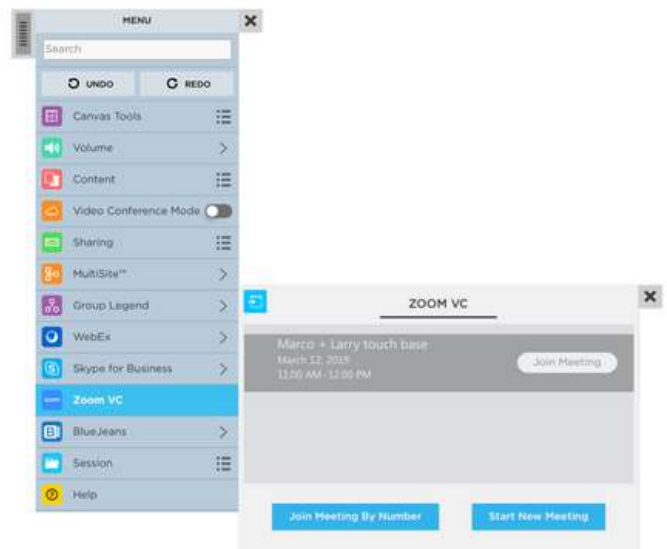 MENU
Search
UNDO
REDO
Canvas Tools
Volume
Content
Video Conference Mode
Sharing
MultiSite™
Group Legend
WebEx
Skype for Business
Zoom VC
BlueJeans
Session
Help
ZOOM VC
Marco + Larry touch base
March 12, 2019
11:00 AM-12:00 PM
Join Meeting
Join Meeting By Number
Start New Meeting